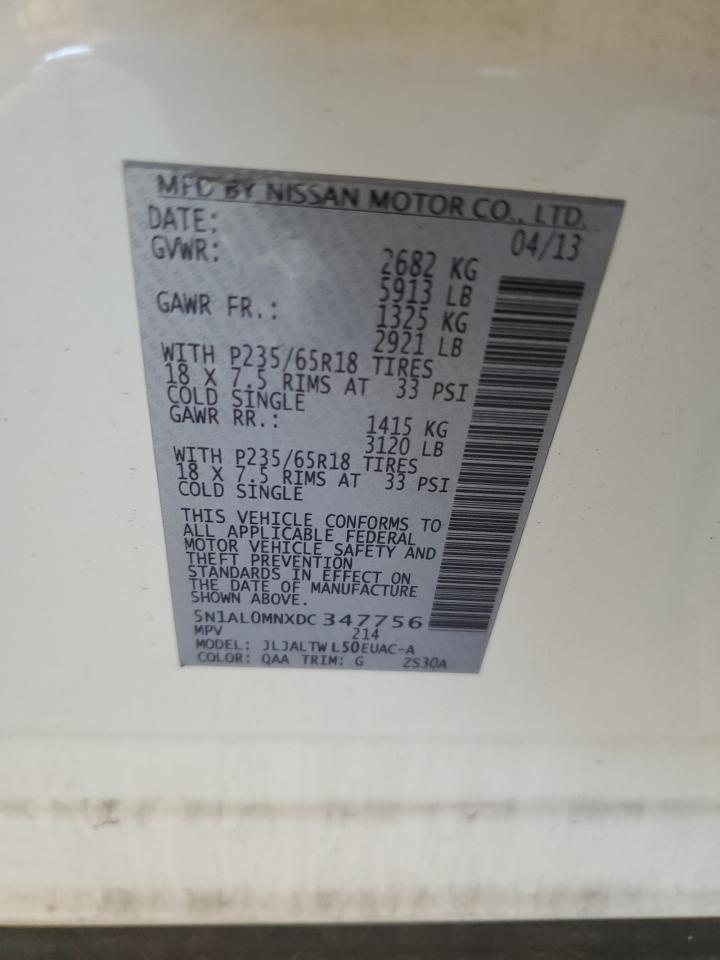 MFD BY NISSAN MOTOR CO., LTD.
DATE: 04/13
GVWR: 2682 KG
5913 LB
GAWR FR.: 1325 KG
2921 LB
WITH P235/65R18 TIRES
18 X 7.5 RIMS AT 33 PSI
COLD SINGLE
GAWR RR.: 1415 KG
3120 LB
WITH P235/65R18 TIRES
18 X 7.5 RIMS AT 33 PSI
COLD SINGLE
THIS VEHICLE CONFORMS TO
ALL APPLICABLE FEDERAL
MOTOR VEHICLE SAFETY AND
THEFT PREVENTION
STANDARDS IN EFFECT ON
THE DATE OF MANUFACTURE
SHOWN ABOVE.
5N1AL0MNXDC 347756
MPV 214
MODEL: JLJALTW L50EUAC-A
COLOR: QAA TRIM: G ZS30A